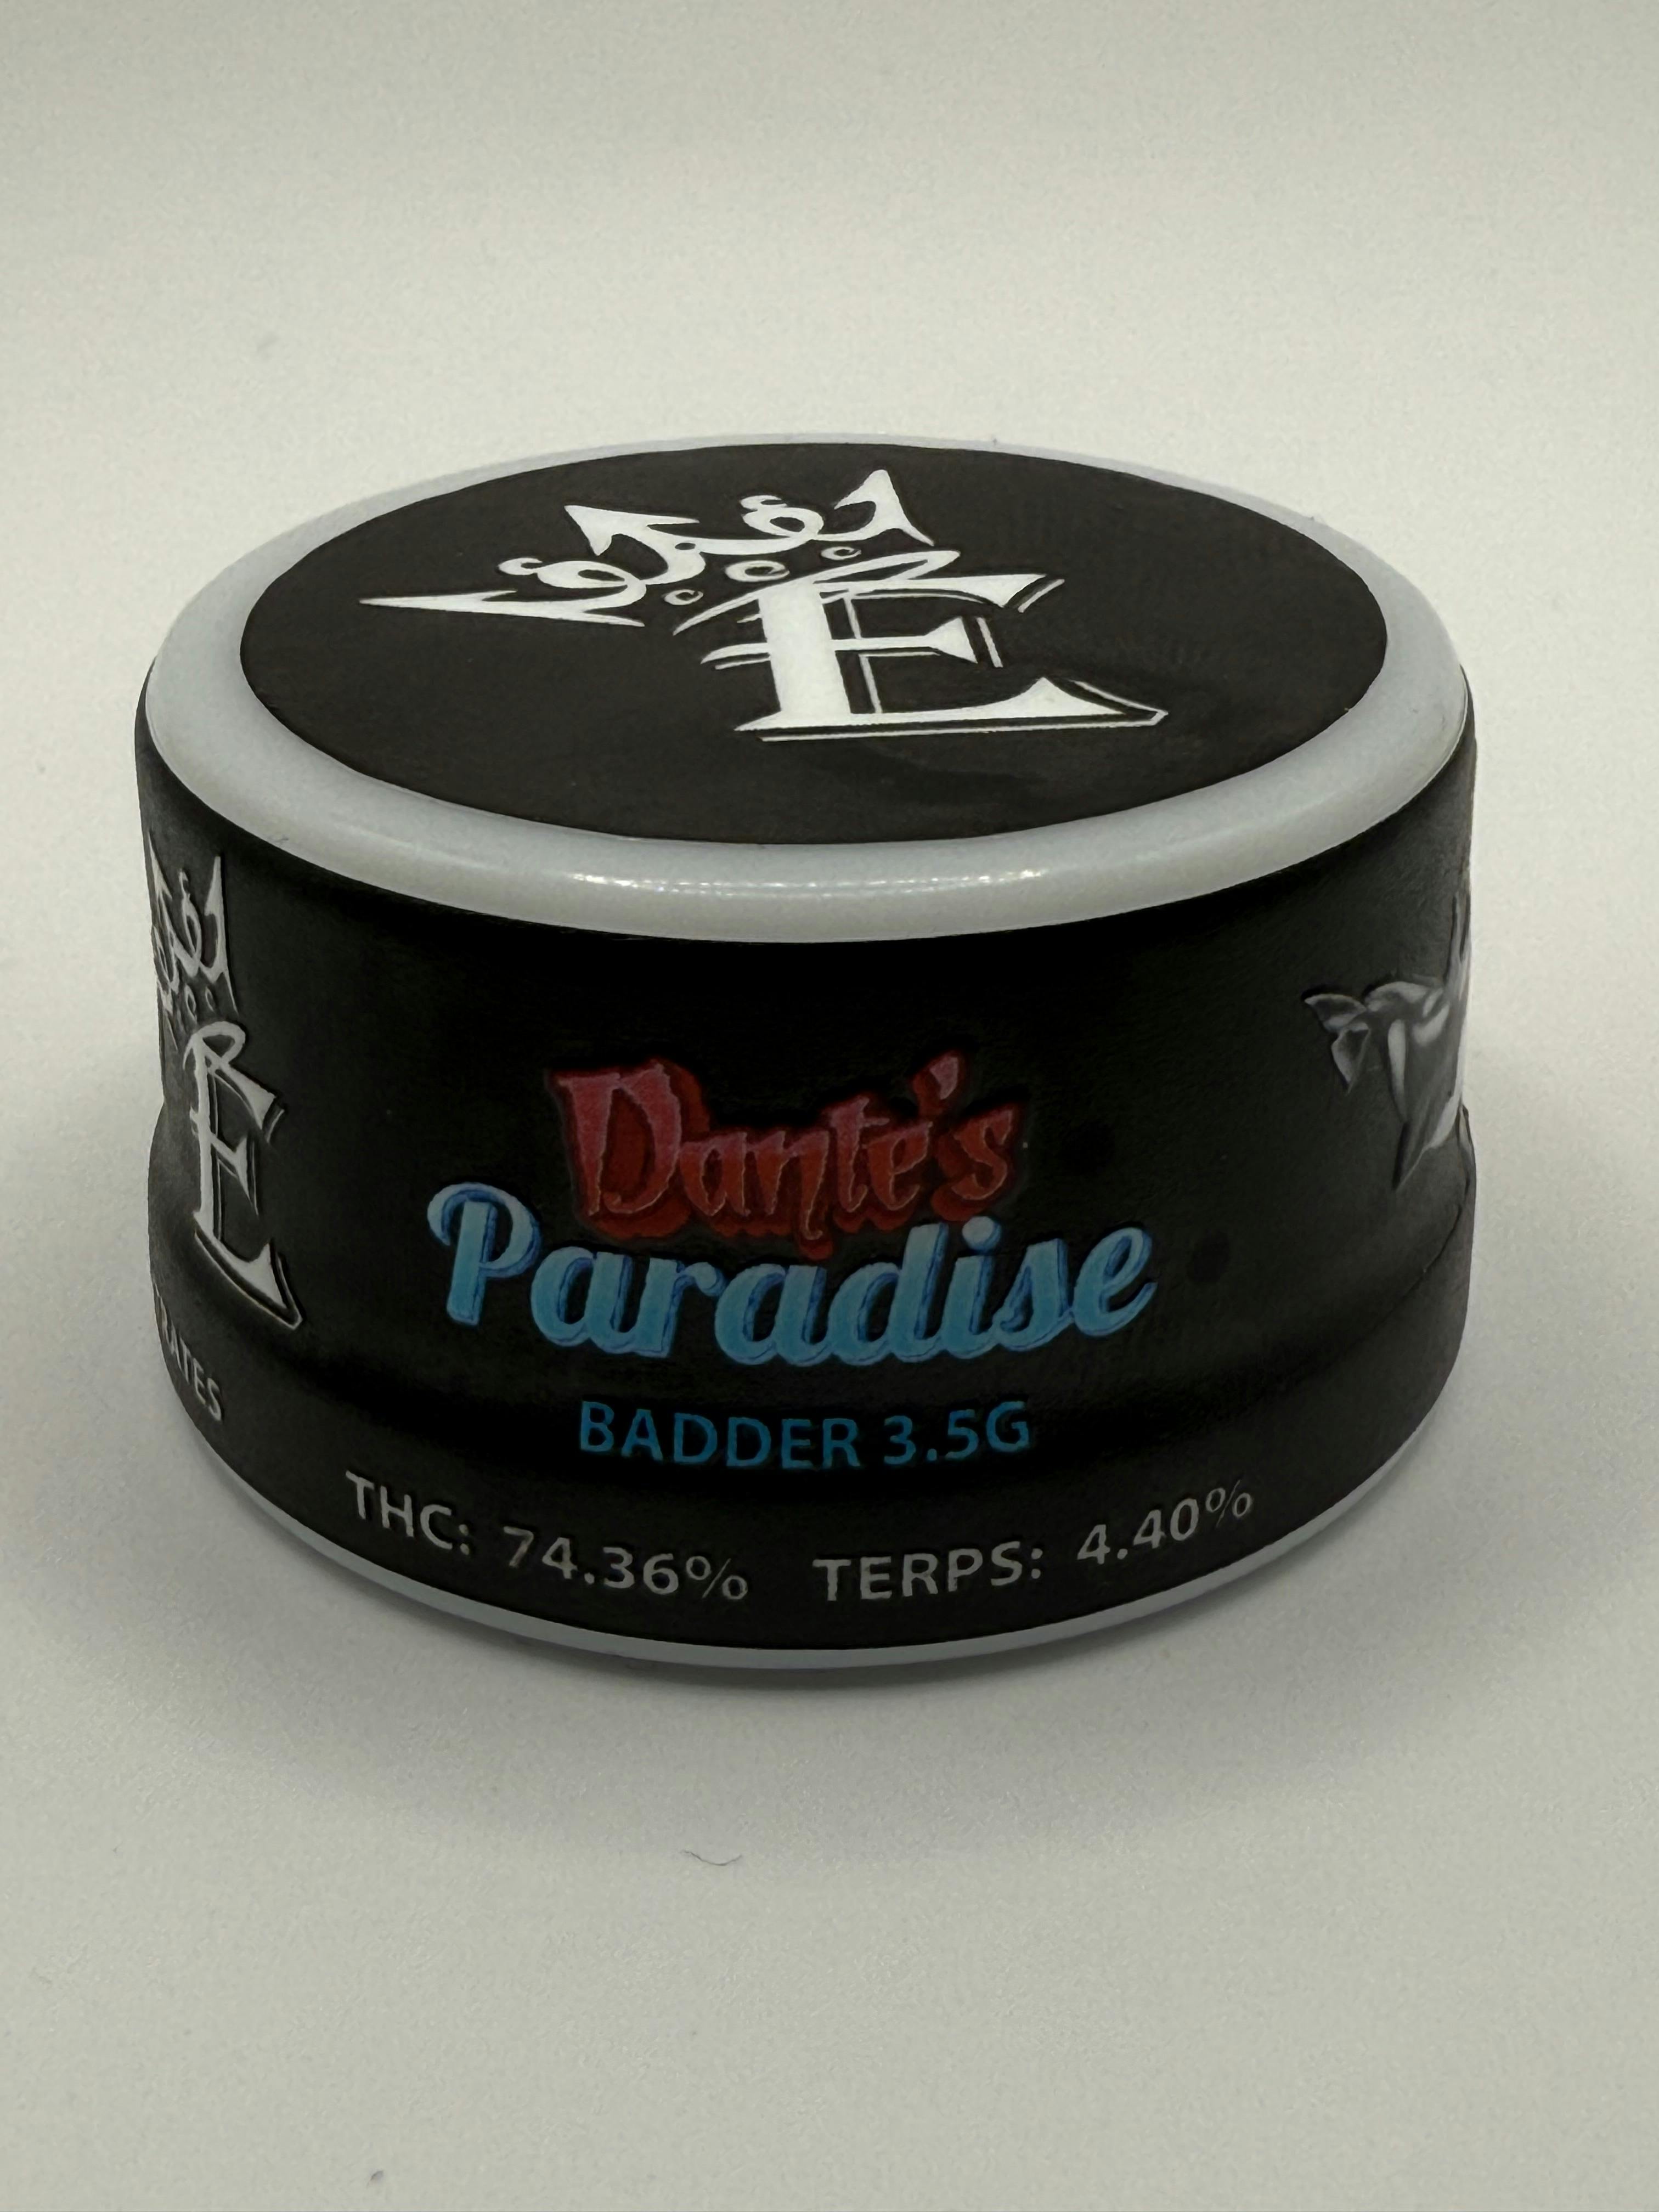 E
E
Dante's
Paradise
BADDER 3.5G
THC: 74.36% TERPS: 4.40%